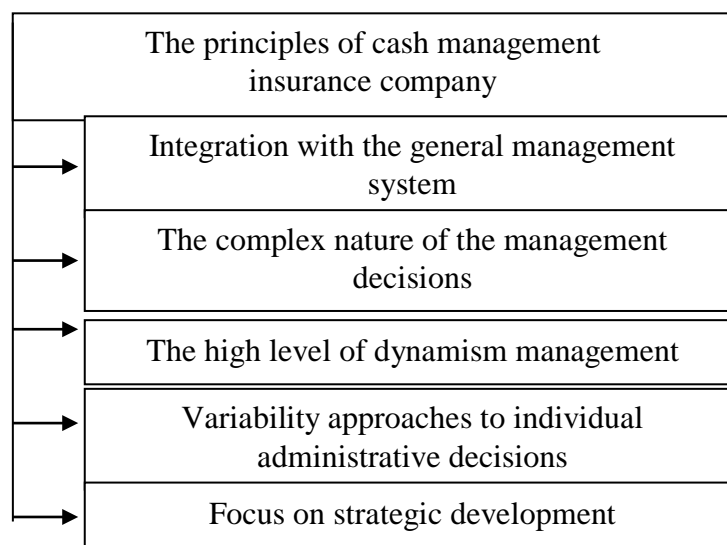 The principles of cash management
insurance company
Integration with the general management
system
The complex nature of the management
decisions
The high level of dynamism management
Variability approaches to individual
administrative decisions
Focus on strategic development